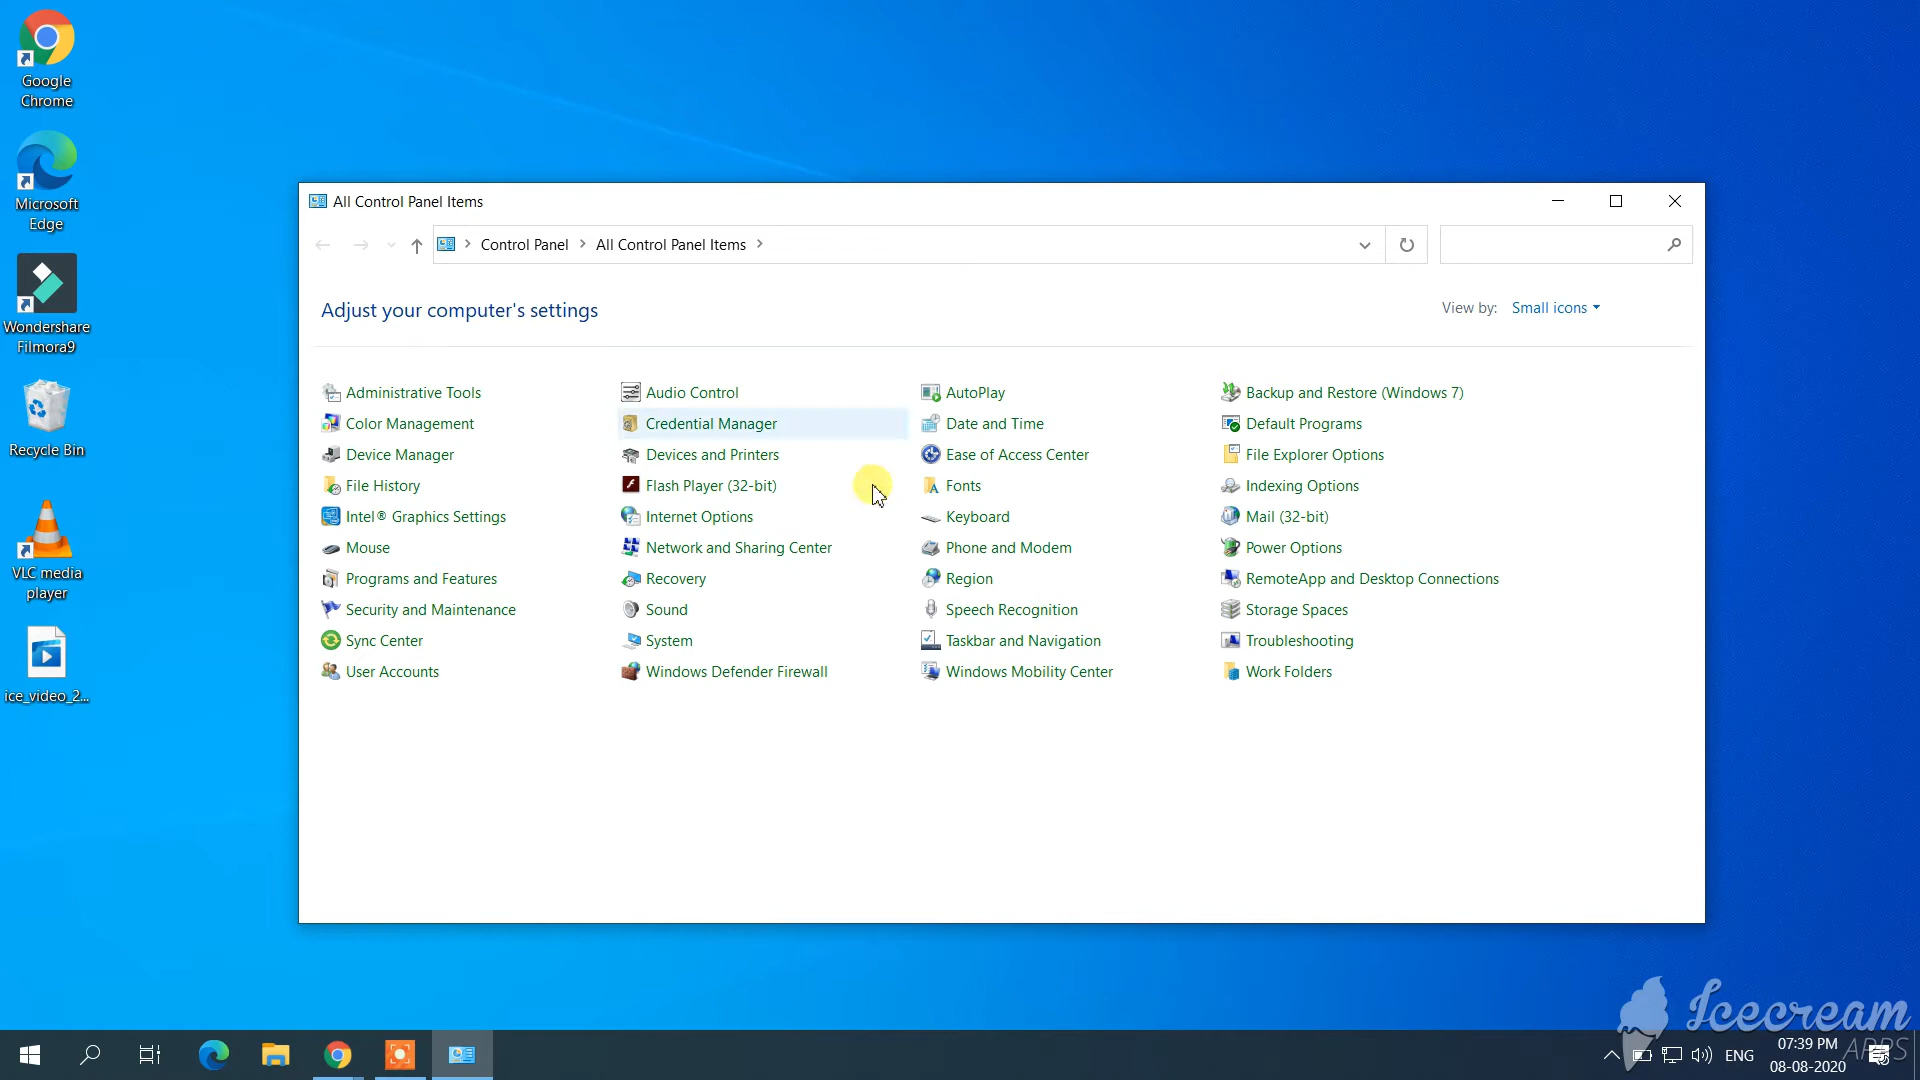 Google
Chrome
Microsoft
Edge
Wondershare
Filmora9
Recycle Bin
VLC media
player
ice_video_2...
All Control Panel Items
Control Panel > All Control Panel Items >
Adjust your computer's settings
View by: Small icons
Administrative Tools
Audio Control
AutoPlay
Backup and Restore (Windows 7)
Color Management
Credential Manager
Date and Time
Default Programs
Device Manager
Devices and Printers
Ease of Access Center
File Explorer Options
File History
Flash Player (32-bit)
Fonts
Indexing Options
Intel® Graphics Settings
Internet Options
Keyboard
Mail (32-bit)
Mouse
Network and Sharing Center
Phone and Modem
Power Options
Programs and Features
Recovery
Region
RemoteApp and Desktop Connections
Security and Maintenance
Sound
Speech Recognition
Storage Spaces
Sync Center
System
Taskbar and Navigation
Troubleshooting
User Accounts
Windows Defender Firewall
Windows Mobility Center
Work Folders
Icecream
APPS
ENG
07:39 PM
08-08-2020